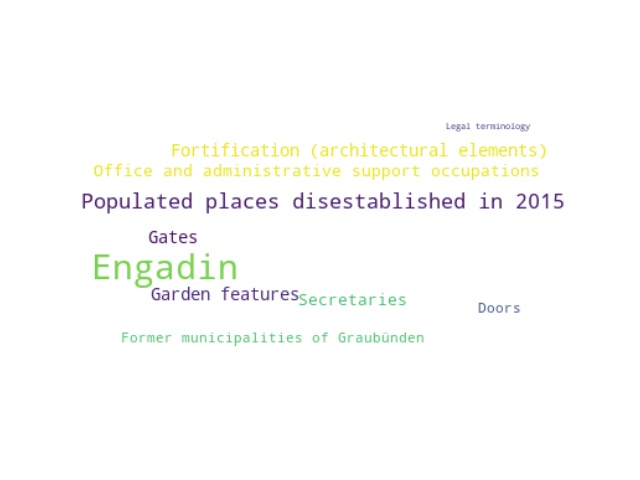 Legal terminology
Fortification (architectural elements)
Office and administrative support occupations
Populated places disestablished in 2015
Gates
Engadin
Garden features
Secretaries
Doors
Former municipalities of Graubünden